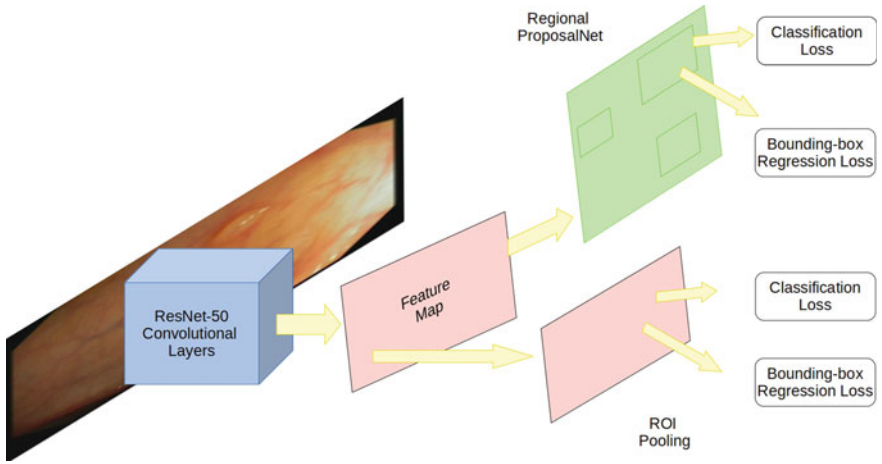 Regional
ProposalNet
Classification
Loss
Bounding-box
Regression Loss
ResNet-50
Convolutional
Layers
Feature
Map
Classification
Loss
Bounding-box
Regression Loss
ROI
Pooling